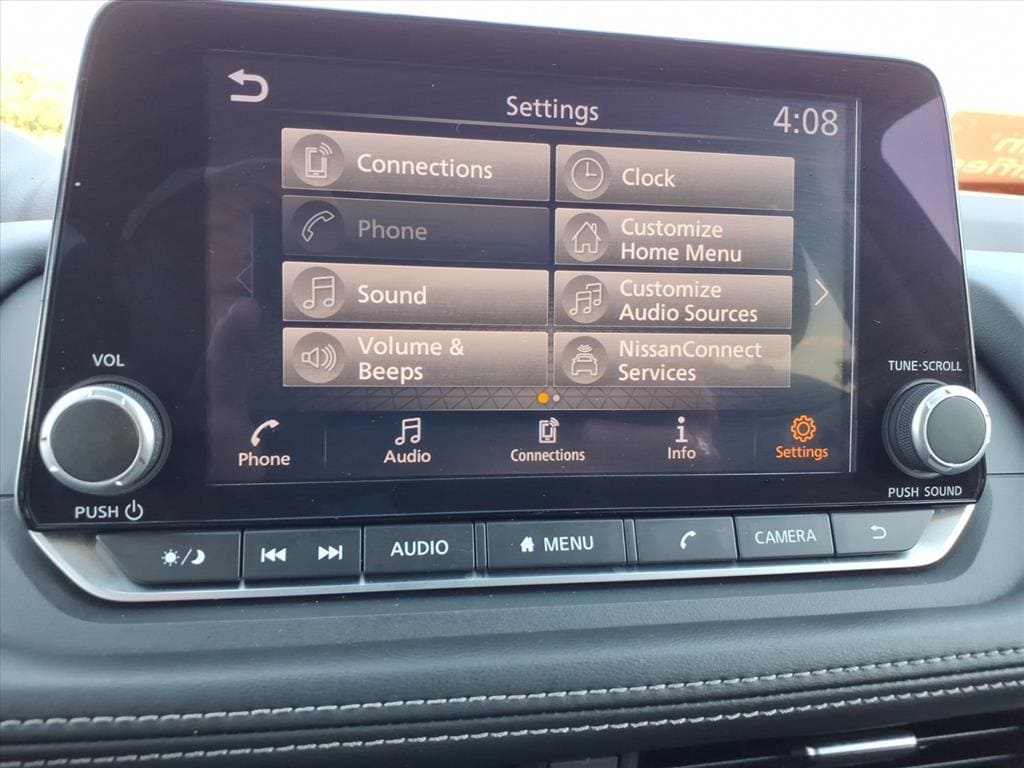 Settings
4:08
Connections
Clock
Phone
Customize
Home Menu
Sound
Customize
Audio Sources
Volume &
Beeps
NissanConnect
Services
Phone
Audio
Connections
Info
Settings
VOL
PUSH
TUNE·SCROLL
PUSH SOUND
AUDIO
MENU
CAMERA